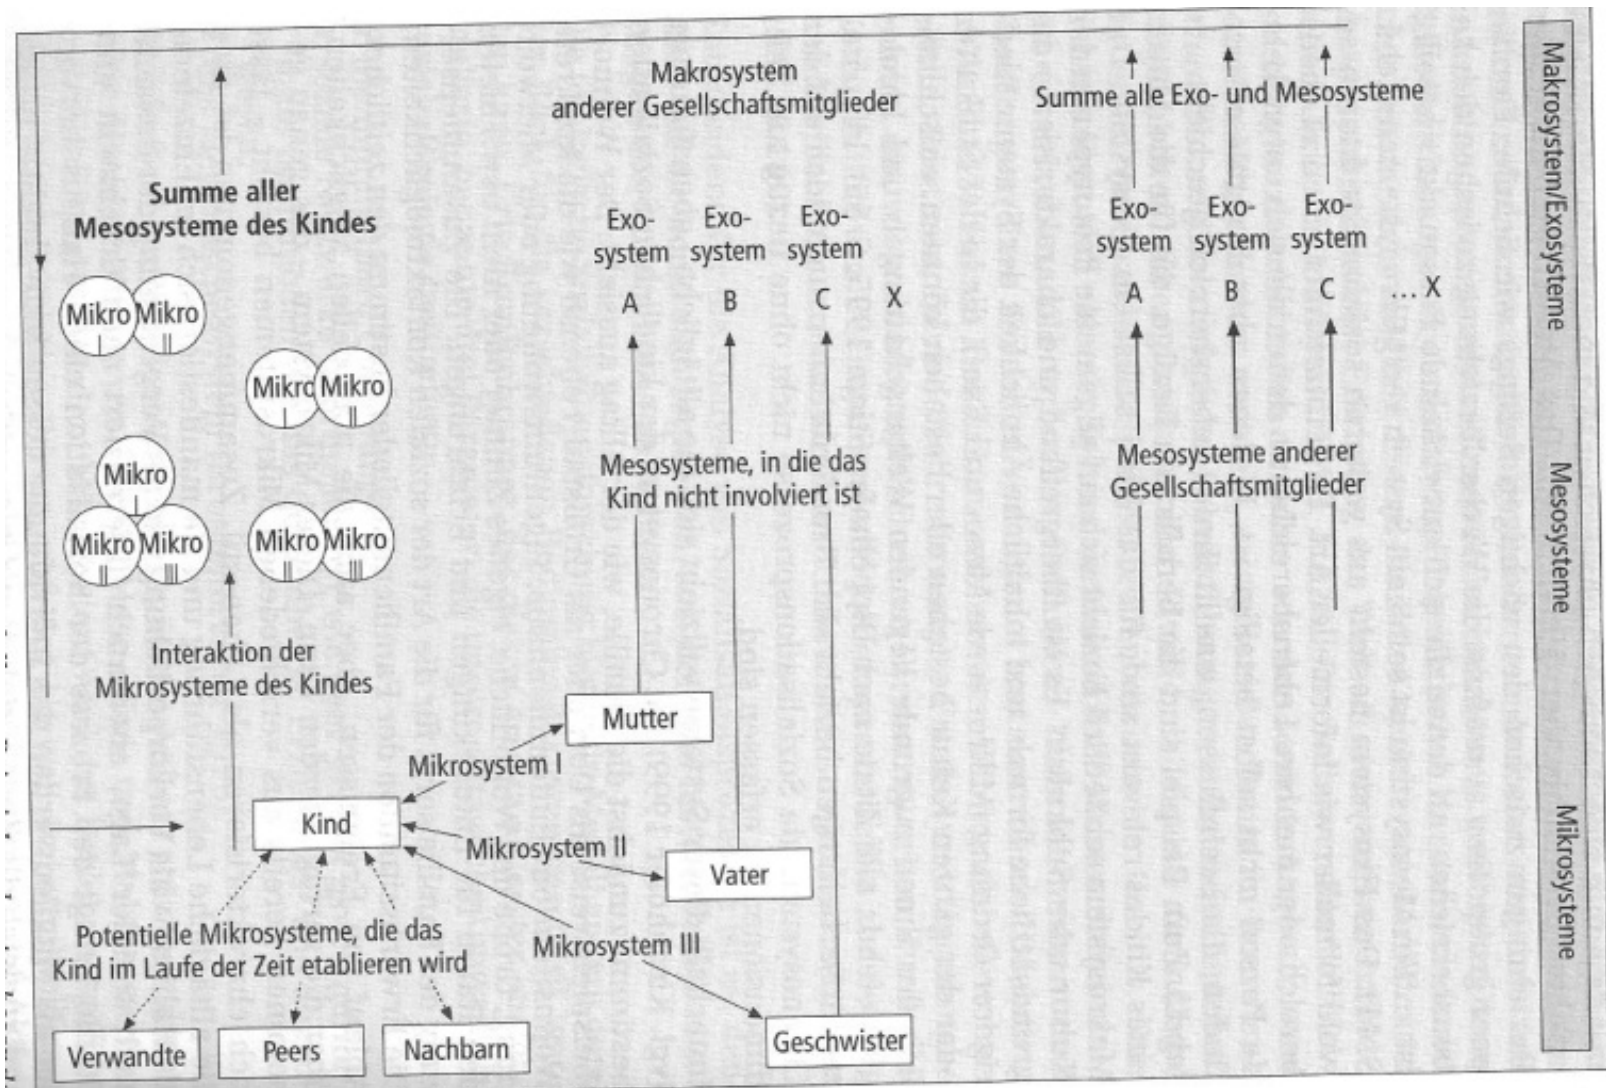 Makrosystem
anderer Gesellschaftsmitglieder
Summe alle Exo- und Mesosysteme
Summe aller
Mesosysteme des Kindes
Exo-
system
A
Exo-
system
B
Exo-
system
C
X
Exo-
system
A
Exo-
system
B
Exo-
system
C
... X
Mikro
I
Mikro
II
Mikro
I
Mikro
II
Mikro
I
Mikro
II
Mikro
III
Mikro
II
Mikro
III
Mesosysteme, in die das
Kind nicht involviert ist
Mesosysteme anderer
Gesellschaftsmitglieder
Interaktion der
Mikrosysteme des Kindes
Mutter
Mikrosystem I
Kind
Mikrosystem II
Vater
Mikrosystem III
Geschwister
Potentielle Mikrosysteme, die das
Kind im Laufe der Zeit etablieren wird
Verwandte
Peers
Nachbarn
Makrosystem/Exosysteme
Mesosysteme
Mikrosysteme